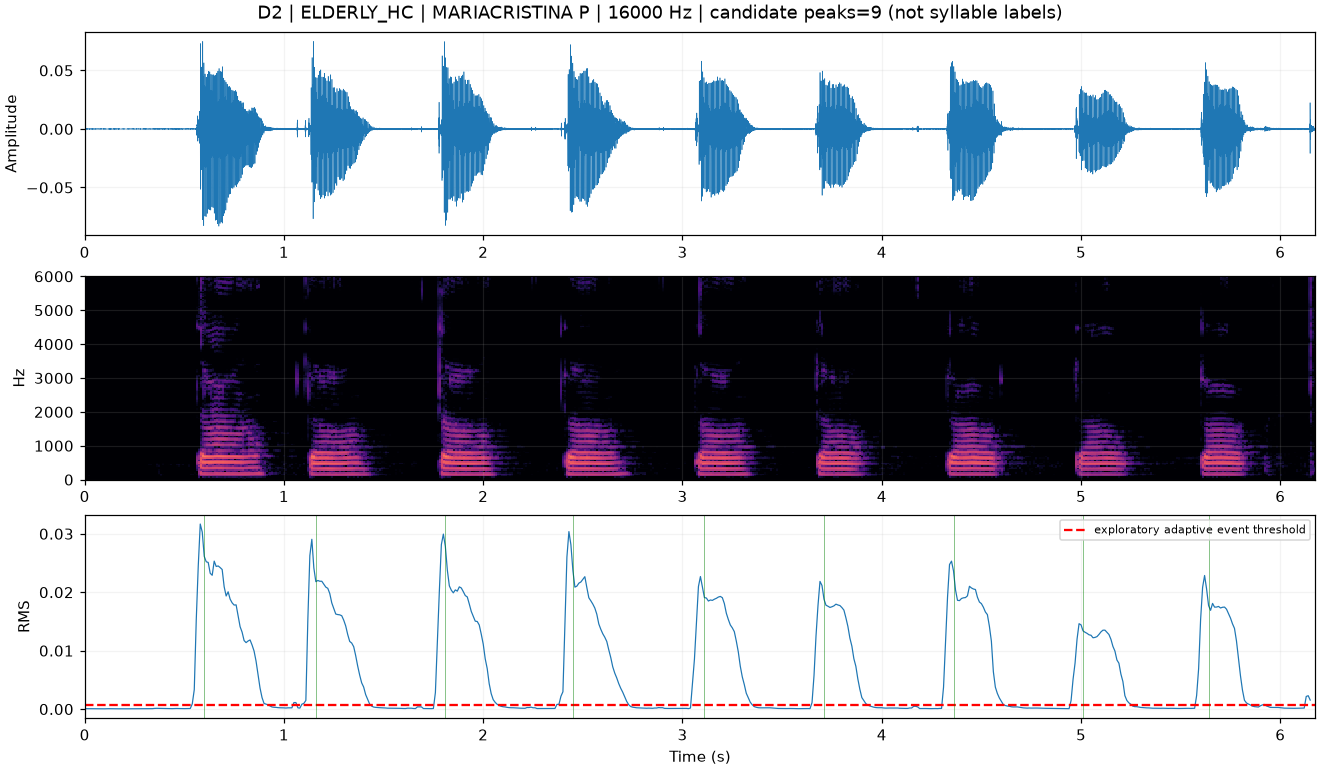 D2 | ELDERLY_HC | MARIACRISTINA P | 16000 Hz | candidate peaks=9 (not syllable labels)
Amplitude
0.05
0.00
−0.05
0 1 2 3 4 5 6
Hz
6000
5000
4000
3000
2000
1000
0
0 1 2 3 4 5 6
RMS
0.03
0.02
0.01
0.00
exploratory adaptive event threshold
0 1 2 3 4 5 6
Time (s)